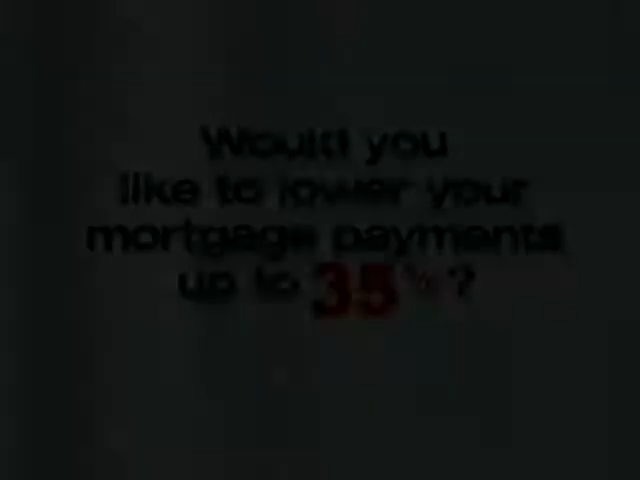 Would you
like to lower your
mortgage payments
up to 35%?